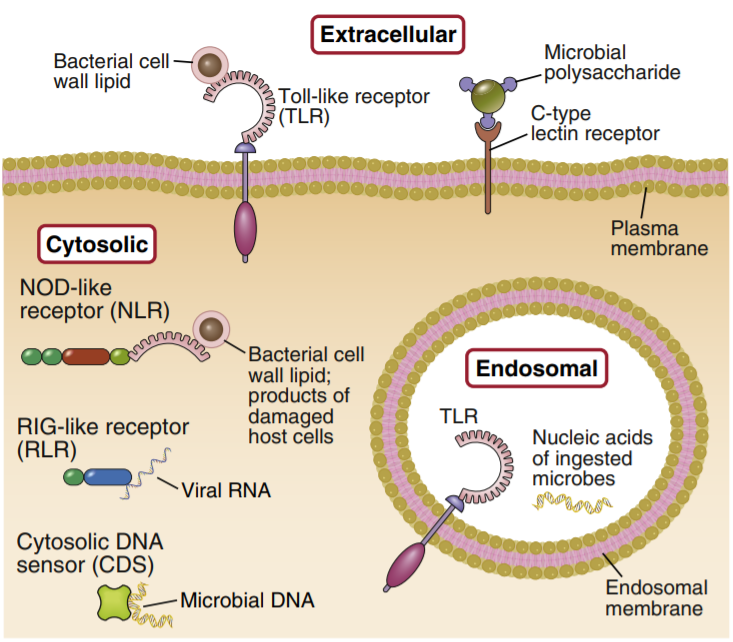 Extracellular
Bacterial cell
wall lipid
Toll-like receptor
(TLR)
Microbial
polysaccharide
C-type
lectin receptor
Plasma
membrane
Cytosolic
NOD-like
receptor (NLR)
Bacterial cell
wall lipid;
products of
damaged
host cells
RIG-like receptor
(RLR)
Viral RNA
Cytosolic DNA
sensor (CDS)
Microbial DNA
Endosomal
TLR
Nucleic acids
of ingested
microbes
Endosomal
membrane